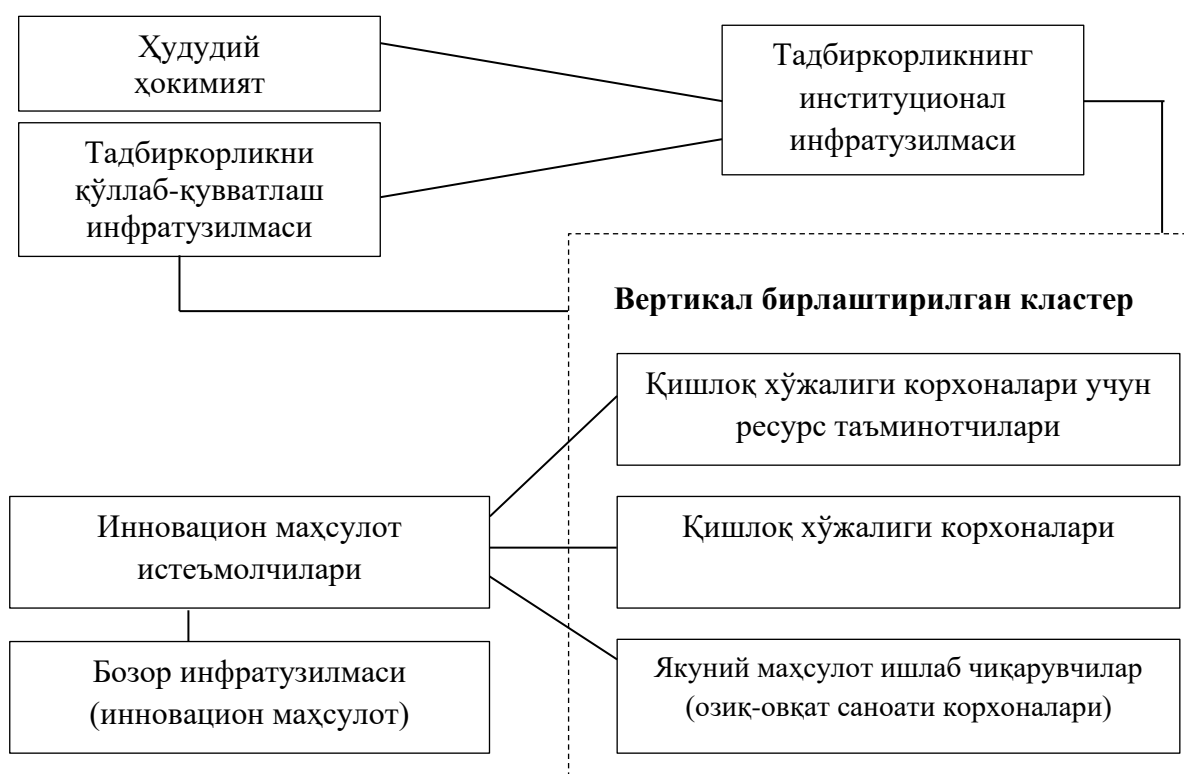 Ҳудудий
ҳокимият
Тадбиркорликнинг
институционал
инфратузилмаси
Тадбиркорликни
қўллаб-қувватлаш
инфратузилмаси
Вертикал бирлаштирилган кластер
Қишлоқ хўжалиги корхоналари учун
ресурс таъминотчилари
Инновацион маҳсулот
истеъмолчилари
Қишлоқ хўжалиги корхоналари
Бозор инфратузилмаси
(инновацион маҳсулот)
Якуний маҳсулот ишлаб чиқарувчилар
(озиқ-овқат саноати корхоналари)